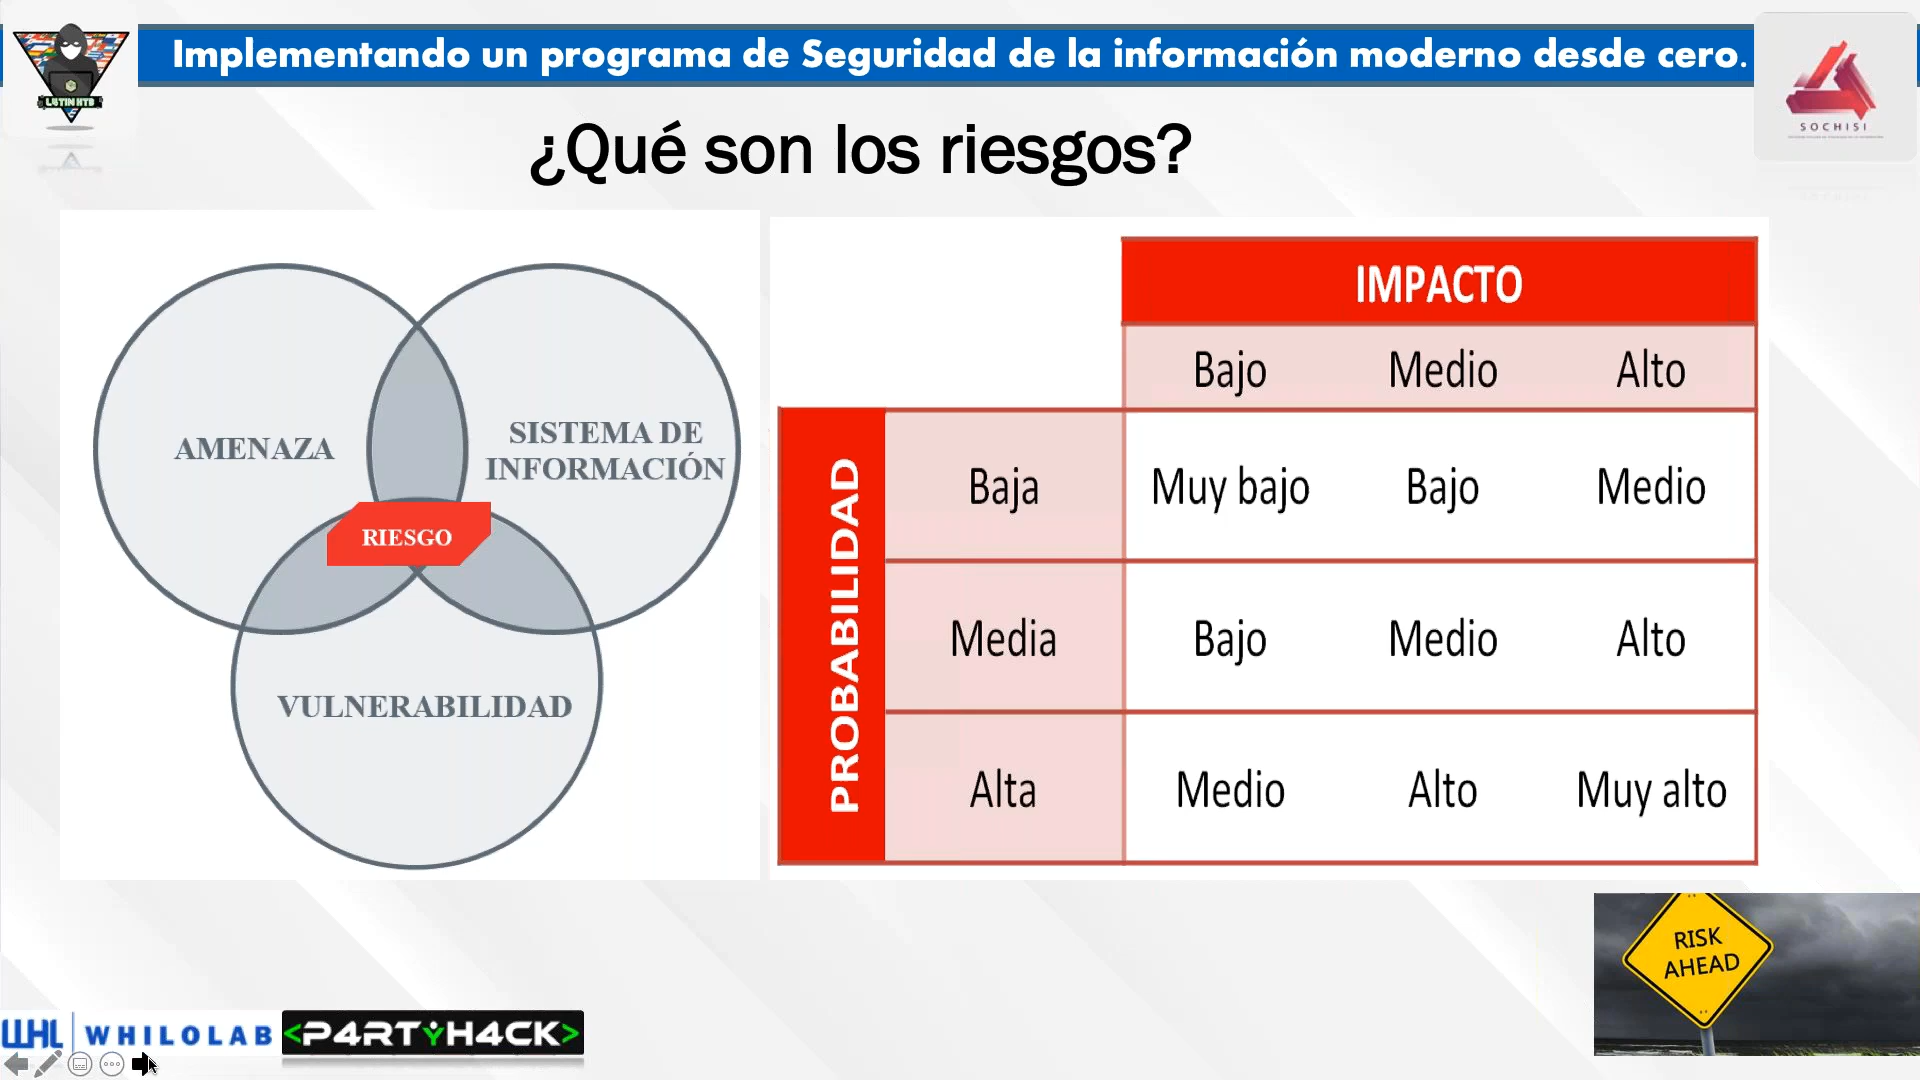 Implementando un programa de Seguridad de la información moderno desde cero.
L4TIN HTB
SOCHISI
¿Qué son los riesgos?
AMENAZA
SISTEMA DE
INFORMACIÓN
RIESGO
VULNERABILIDAD
IMPACTO
Bajo Medio Alto
PROBABILIDAD
Baja Muy bajo Bajo Medio
Media Bajo Medio Alto
Alta Medio Alto Muy alto
RISK
AHEAD
WHL WHILOLAB
<P4RTYH4CK>